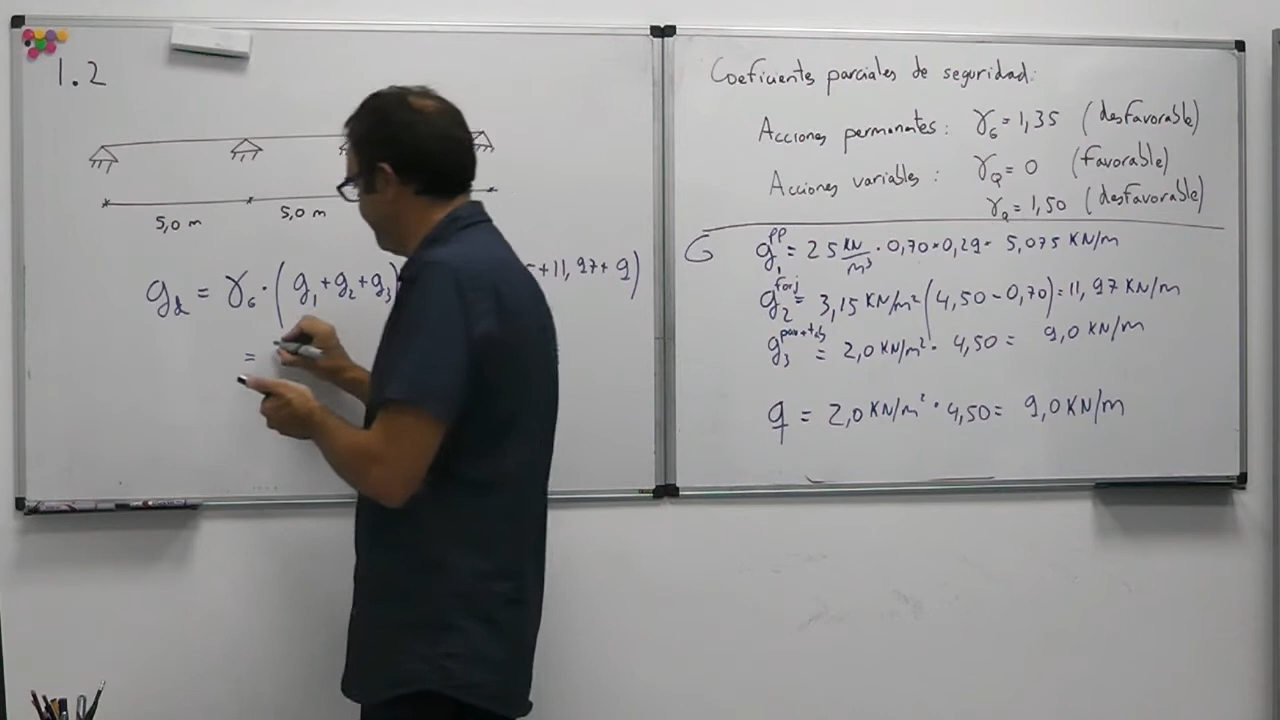 1.2
5,0 m 5,0 m
g_d = γ_G · (g_1 + g_2 + g_3) +11,97+9)
=
Coeficientes parciales de seguridad:
Acciones permanentes: γ_G = 1,35 (desfavorable)
Acciones variables: γ_Q = 0 (favorable)
γ_Q = 1,50 (desfavorable)
G g_1^pp = 25 KN/m³ · 0,70 · 0,29 = 5,075 KN/m
g_2^forj = 3,15 KN/m² (4,50 - 0,70) = 11,97 KN/m
g_3 = 2,0 KN/m² · 4,50 = 9,0 KN/m
q = 2,0 KN/m² · 4,50 = 9,0 KN/m